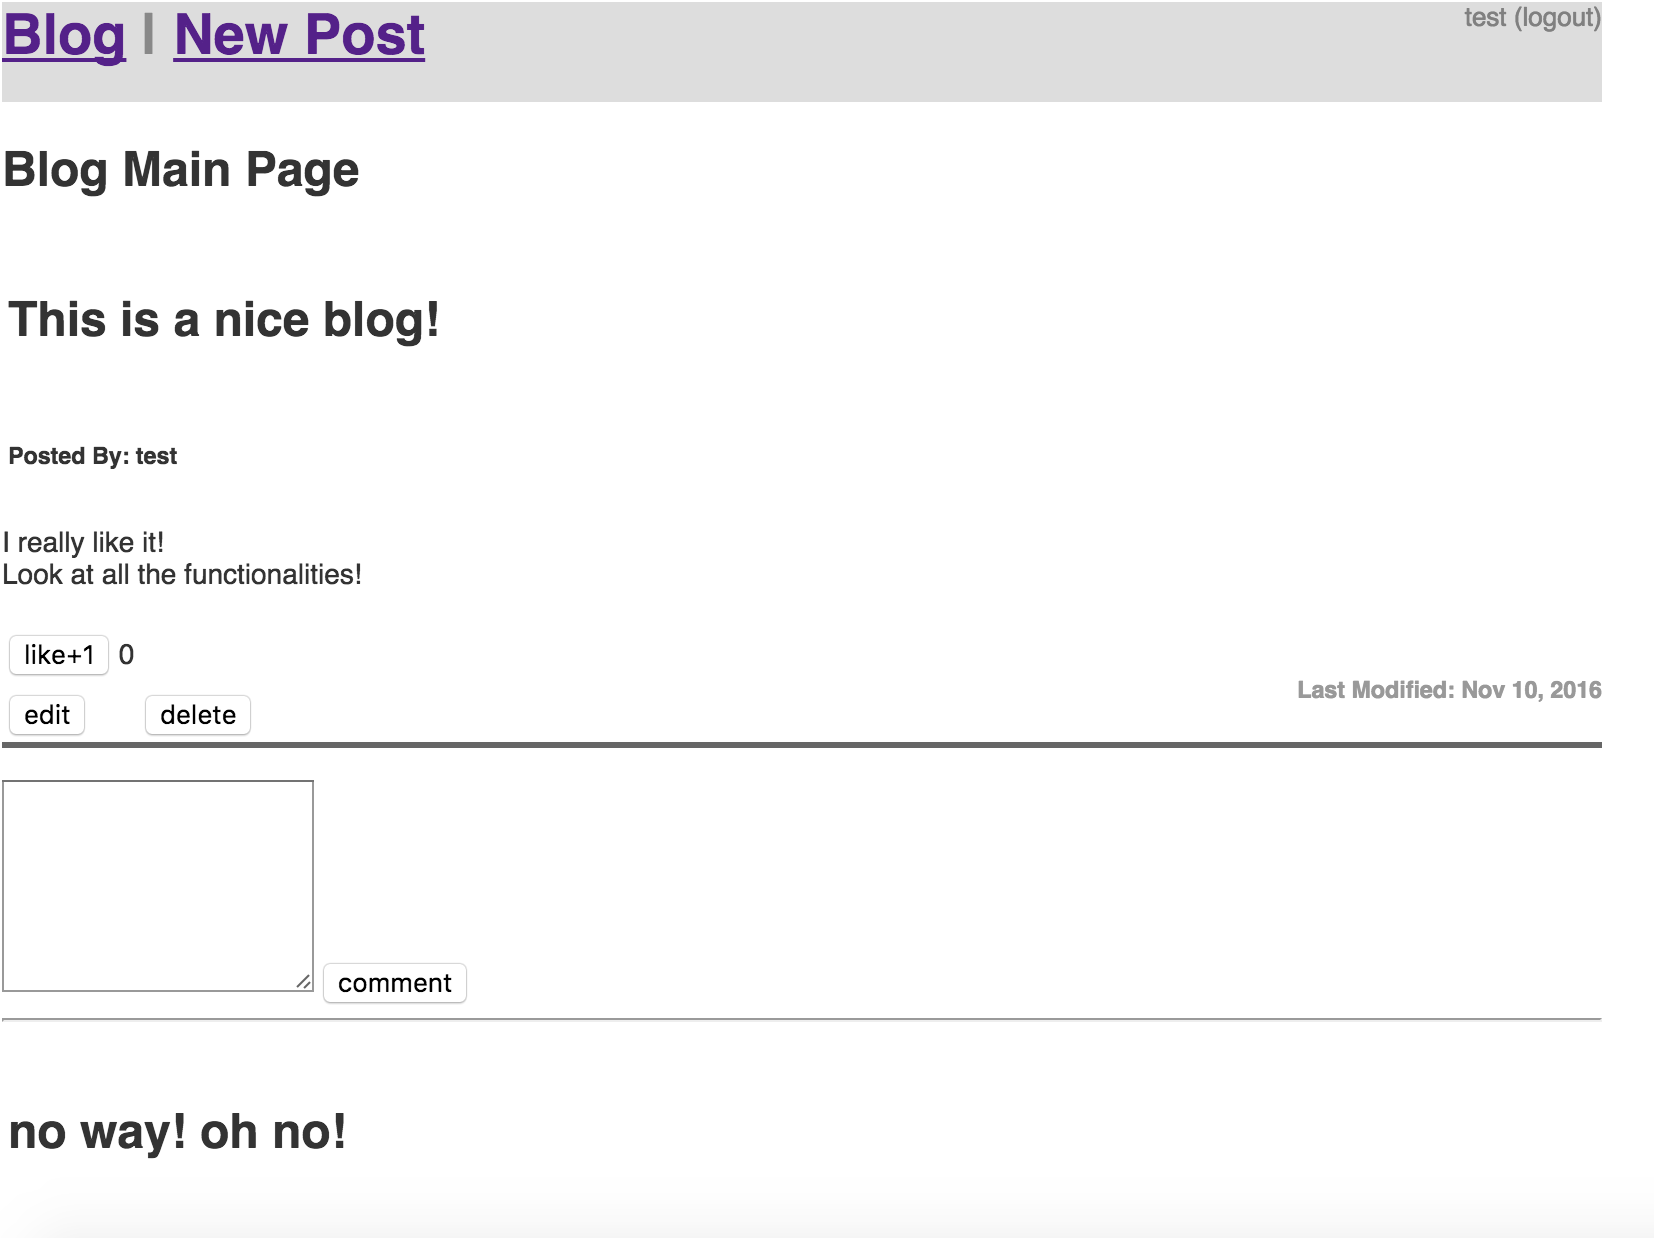 Blog | New Post
test (logout)
Blog Main Page
This is a nice blog!
Posted By: test
I really like it!
Look at all the functionalities!
like+1 0
Last Modified: Nov 10, 2016
edit delete
comment
no way! oh no!